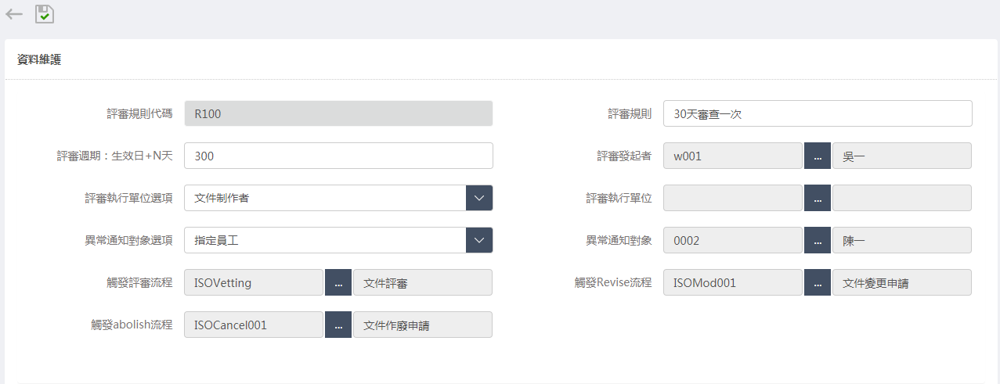 資料維護
評審規則代碼 R100 評審規則 30天審查一次
評審週期：生效日+N天 300 評審發起者 w001 ... 吳一
評審執行單位選項 文件制作者 評審執行單位 ...
異常通知對象選項 指定員工 異常通知對象 0002 ... 陳一
觸發評審流程 ISOVetting ... 文件評審 觸發Revise流程 ISOMod001 ... 文件變更申請
觸發abolish流程 ISOCancel001 ... 文件作廢申請